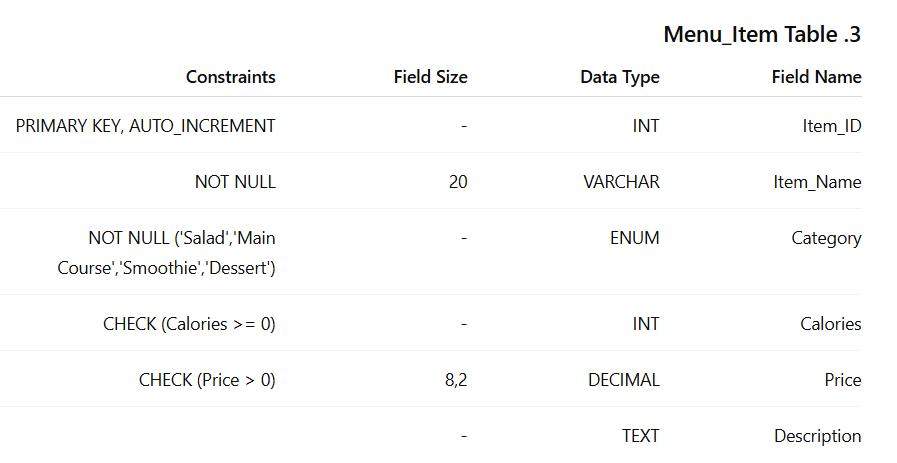 Menu_Item Table .3
Constraints Field Size Data Type Field Name
PRIMARY KEY, AUTO_INCREMENT - INT Item_ID
NOT NULL 20 VARCHAR Item_Name
NOT NULL ('Salad','Main - ENUM Category
Course','Smoothie','Dessert')
CHECK (Calories >= 0) - INT Calories
CHECK (Price > 0) 8,2 DECIMAL Price
- TEXT Description